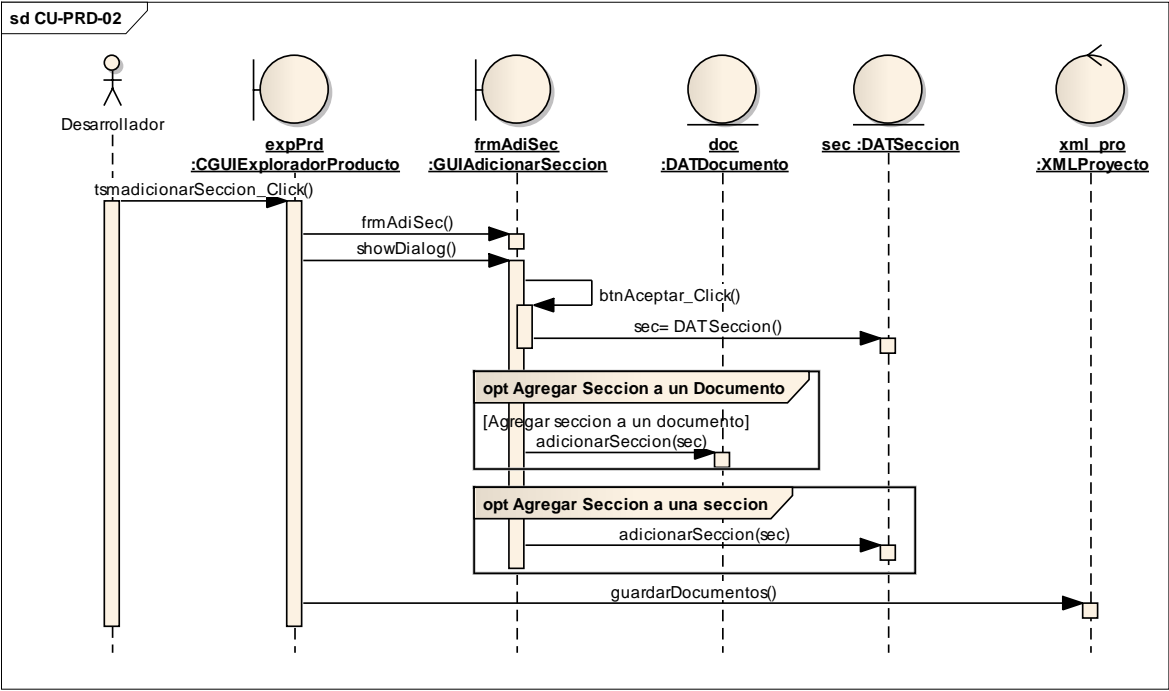 sd CU-PRD-02
Desarrollador
expPrd
:CGUIExploradorProducto
frmAdiSec
:GUIAdicionarSeccion
doc
:DATDocumento
sec :DATSeccion
xml_pro
:XMLProyecto
tsmadicionarSeccion_Click()
frmAdiSec()
showDialog()
btnAceptar_Click()
sec= DATSeccion()
opt Agregar Seccion a un Documento
[Agregar seccion a un documento]
adicionarSeccion(sec)
opt Agregar Seccion a una seccion
adicionarSeccion(sec)
guardarDocumentos()